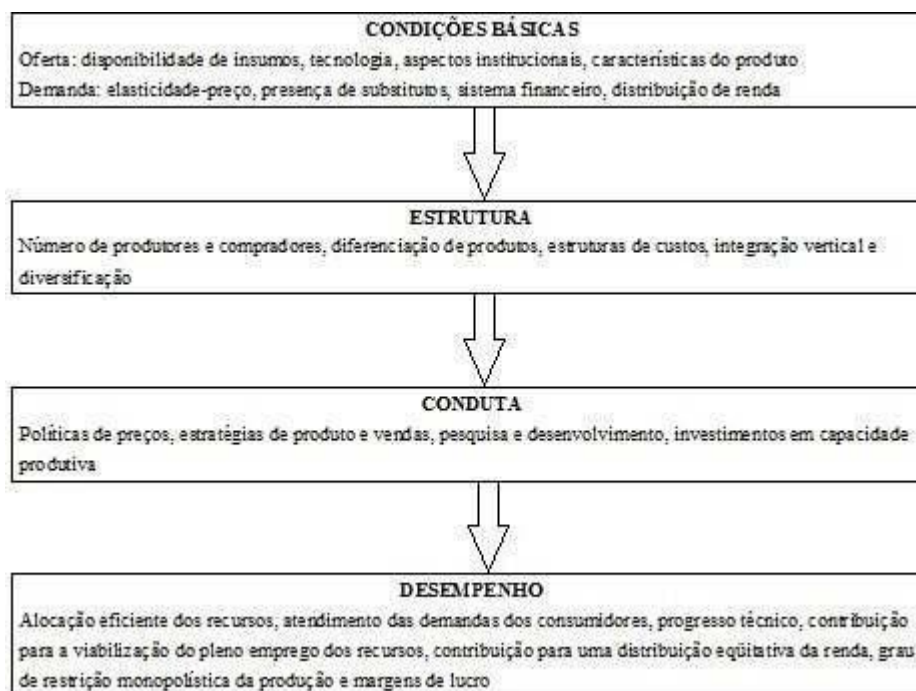 CONDIÇÕES BÁSICAS
Oferta: disponibilidade de insumos, tecnologia, aspectos institucionais, características do produto
Demanda: elasticidade-preço, presença de substitutos, sistema financeiro, distribuição de renda
ESTRUTURA
Número de produtores e compradores, diferenciação de produtos, estruturas de custos, integração vertical e
diversificação
CONDUTA
Políticas de preços, estratégias de produto e vendas, pesquisa e desenvolvimento, investimentos em capacidade
produtiva
DESEMPENHO
Alocação eficiente dos recursos, atendimento das demandas dos consumidores, progresso técnico, contribuição
para a viabilização do pleno emprego dos recursos, contribuição para uma distribuição eqüitativa da renda, grau
de restrição monopolística da produção e margens de lucro